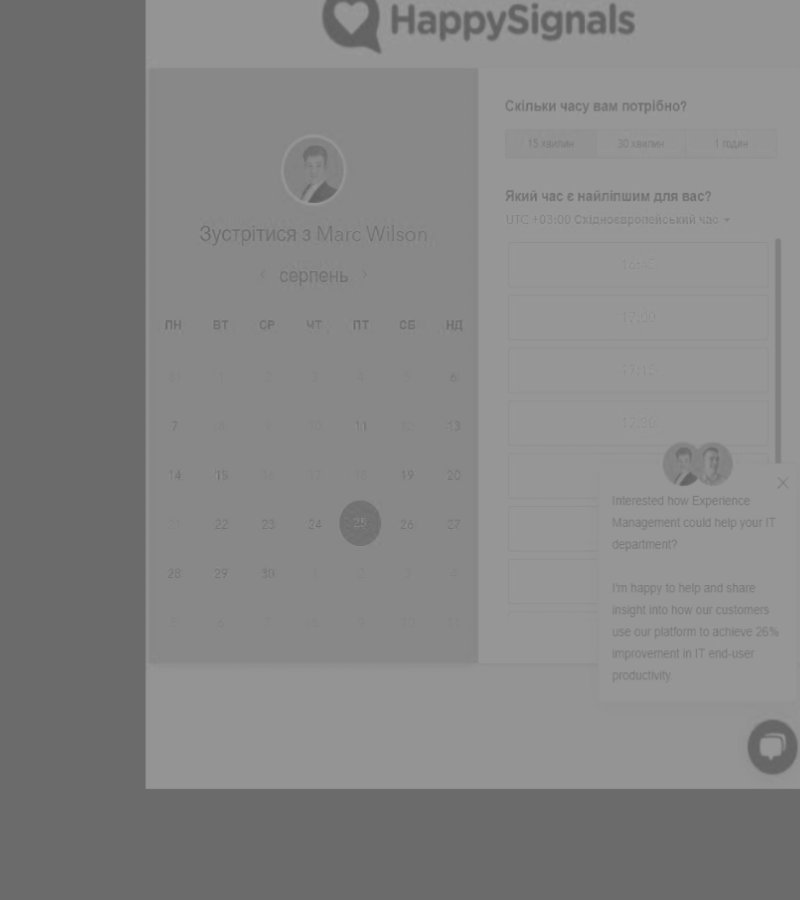 HappySignals
Скільки часу вам потрібно?
15 хвилин 30 хвилин 1 годин
Який час є найліпшим для вас?
UTC +03:00 Східноєвропейський час
Зустрітися з Marc Wilson
серпень
ПН ВТ СР ЧТ ПТ СБ НД
1 2 3 4 5 6
7 8 9 10 11 12 13
14 15 16 17 18 19 20
21 22 23 24 25 26 27
28 29 30 1 2 3 4
5 6 7 8 9 10 11
16:45
17:00
17:15
17:30
Interested how Experience
Management could help your IT
department?
I'm happy to help and share
insight into how our customers
use our platform to achieve 26%
improvement in IT end-user
productivity.